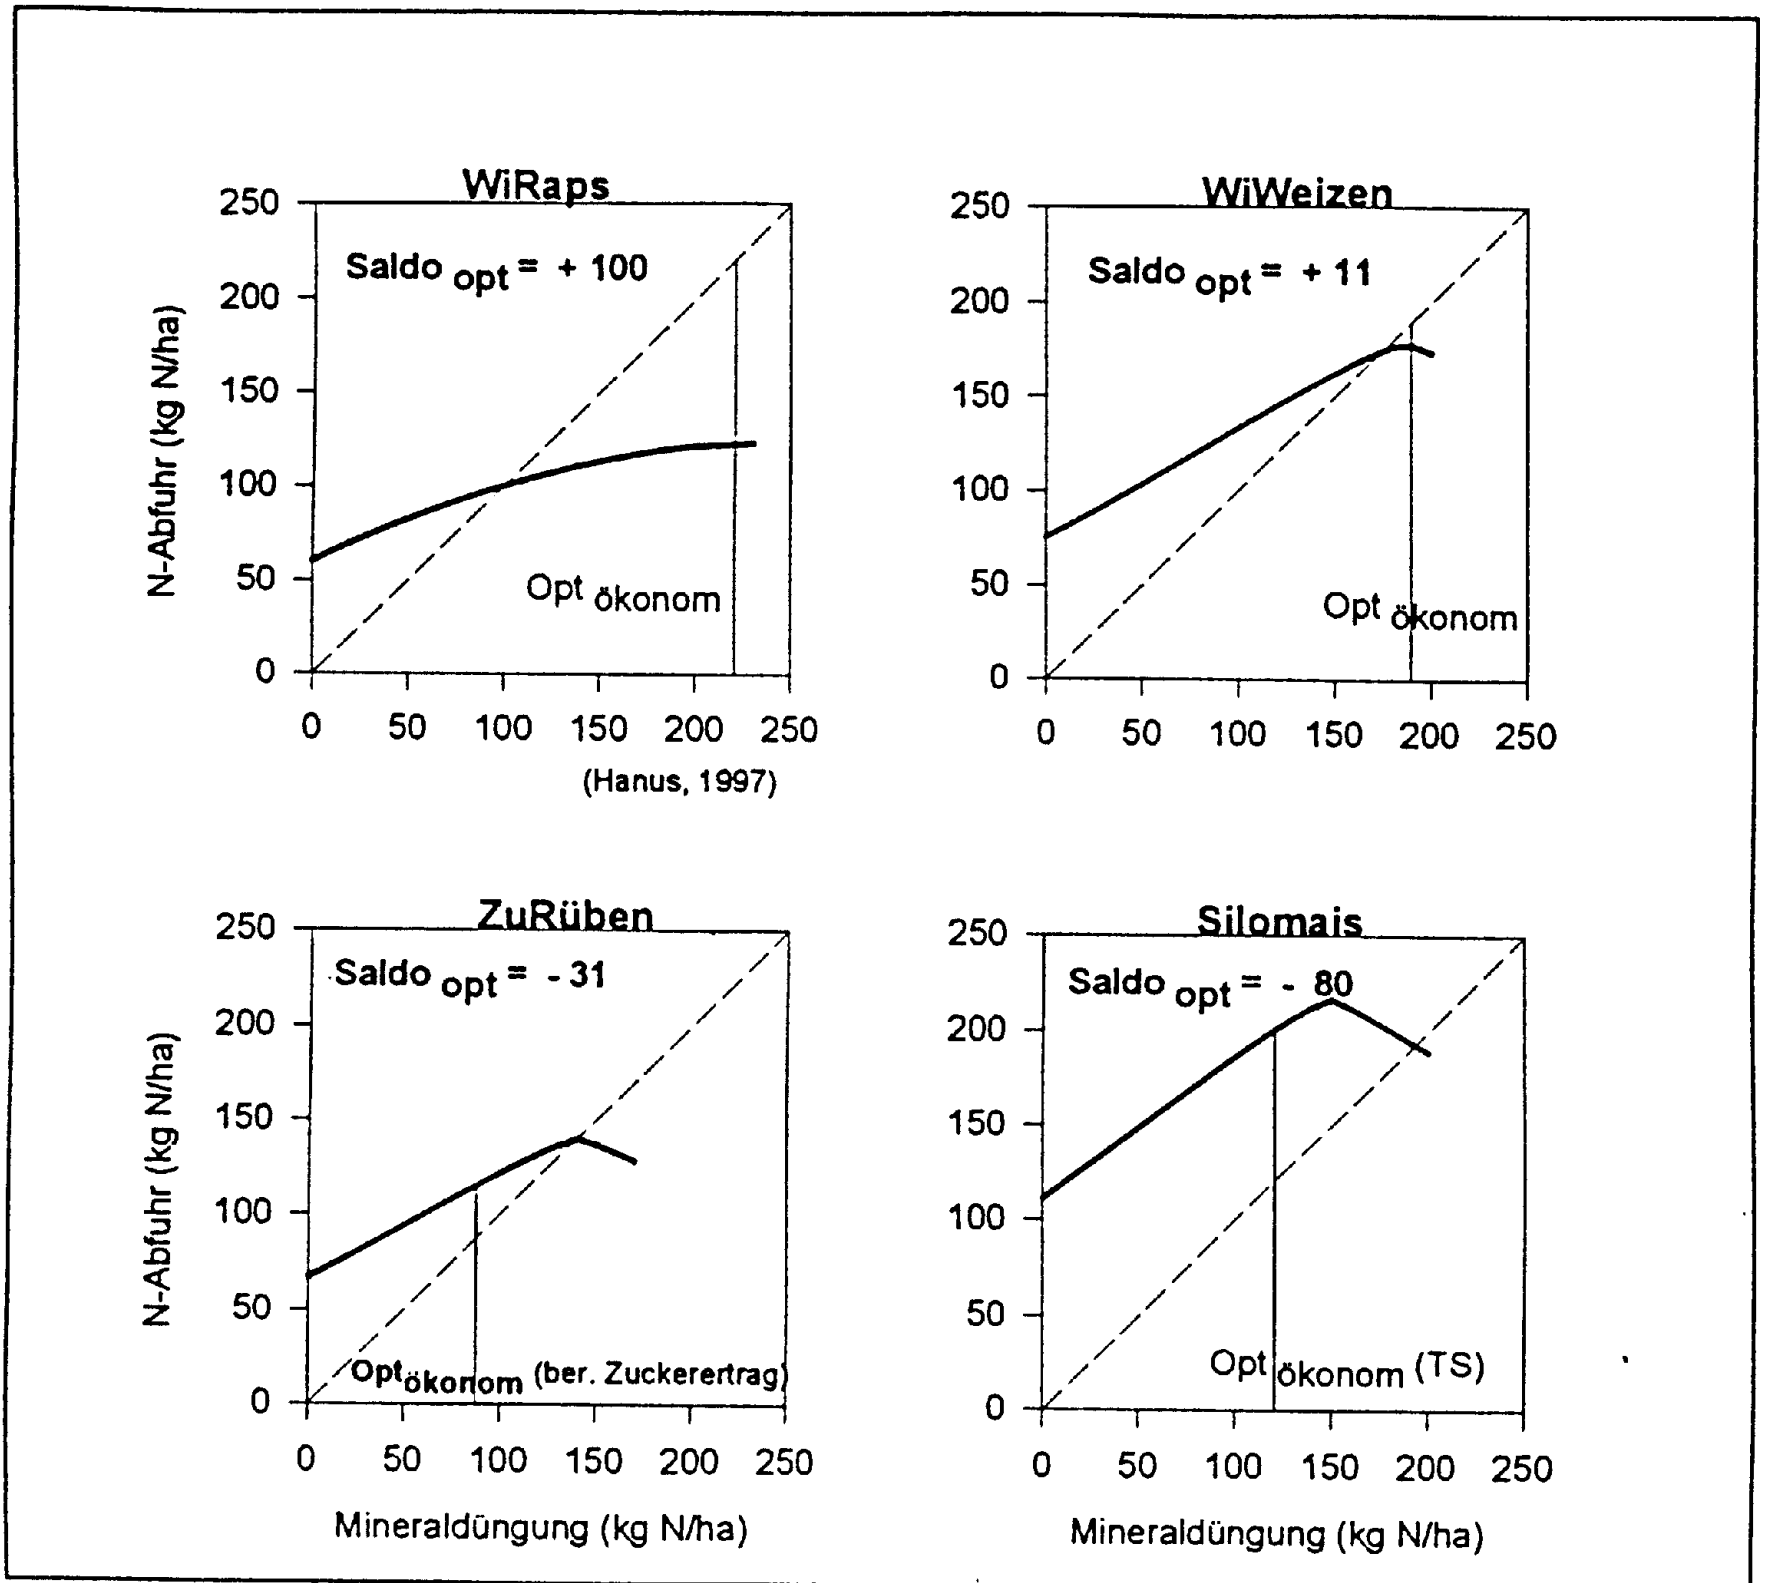 WiRaps
Saldo opt = + 100
N-Abfuhr (kg N/ha)
250
200
150
100
50
0
Opt ökonom
0 50 100 150 200 250
(Hanus, 1997)
WiWeizen
Saldo opt = + 11
250
200
150
100
50
0
Opt ökonom
0 50 100 150 200 250
ZuRüben
Saldo opt = - 31
N-Abfuhr (kg N/ha)
250
200
150
100
50
0
Opt ökonom (ber. Zuckerertrag)
0 50 100 150 200 250
Mineraldüngung (kg N/ha)
Silomais
Saldo opt = - 80
250
200
150
100
50
0
Opt ökonom (TS)
0 50 100 150 200 250
Mineraldüngung (kg N/ha)